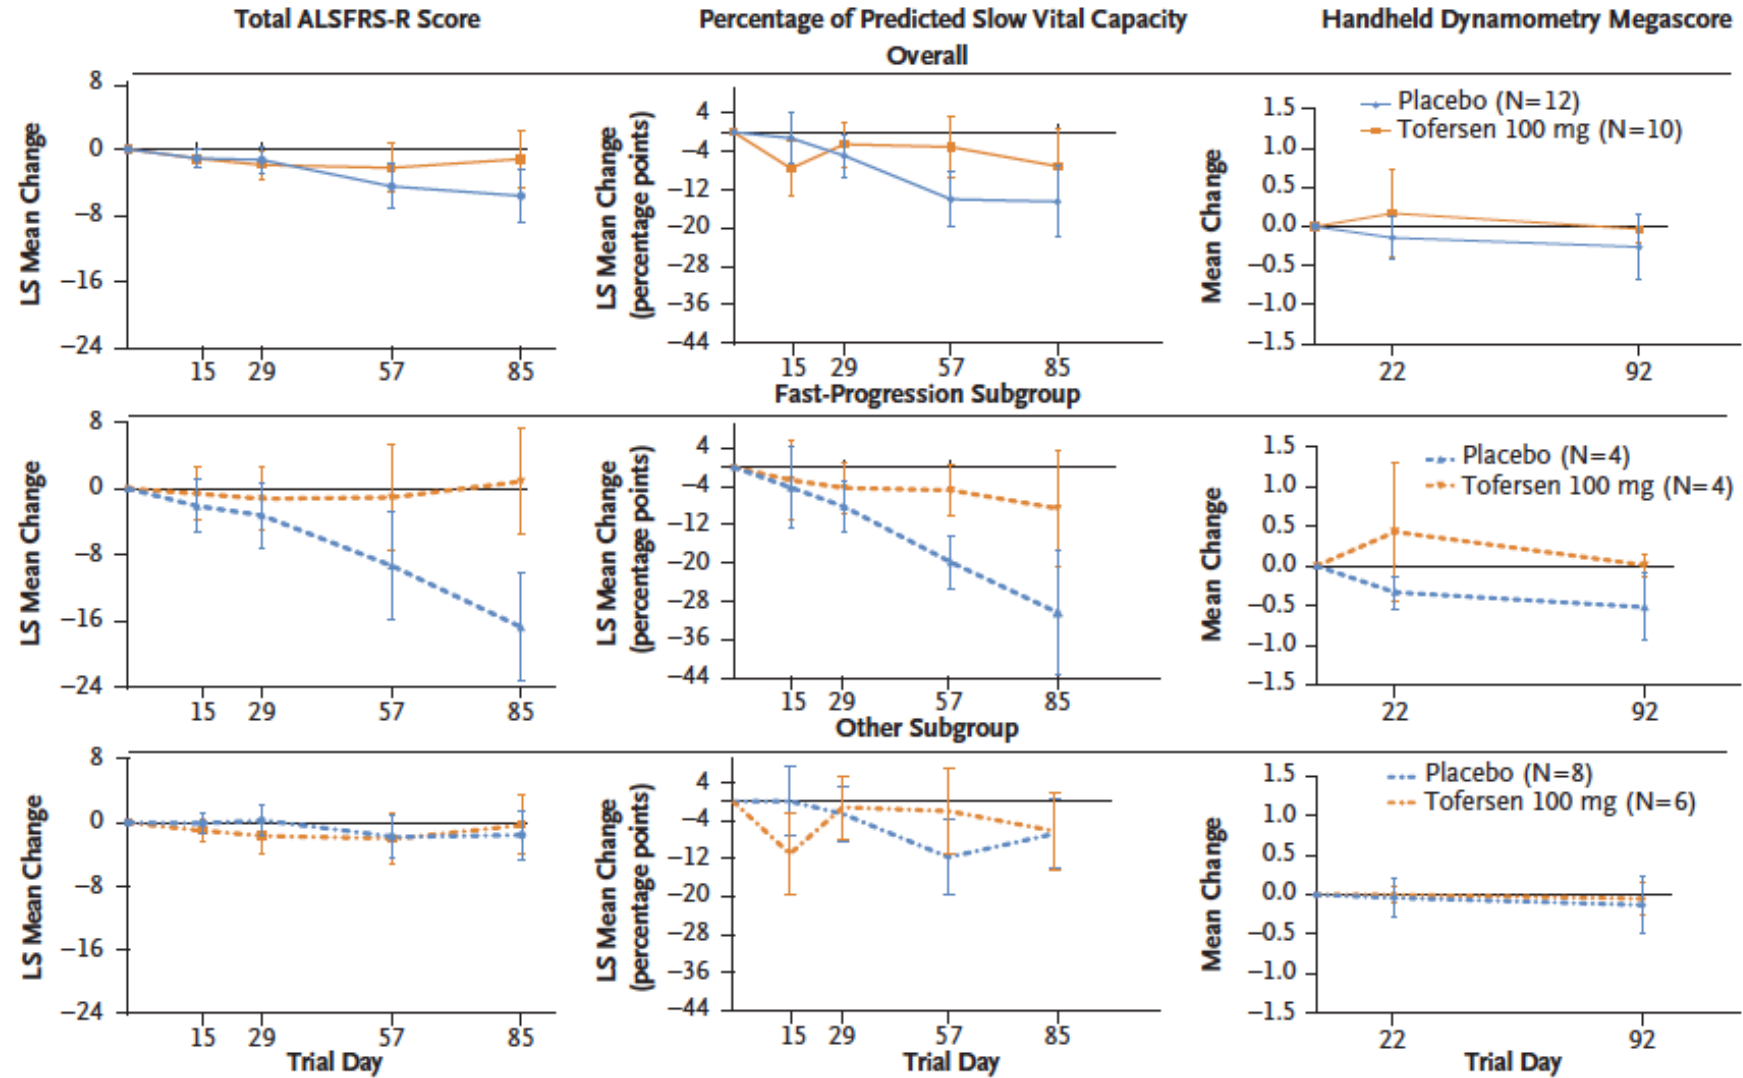 Total ALSFRS-R Score
Percentage of Predicted Slow Vital Capacity
Handheld Dynamometry Megascore
Overall
LS Mean Change
8
0
−8
−16
−24
15 29 57 85
LS Mean Change
(percentage points)
4
−4
−12
−20
−28
−36
−44
15 29 57 85
Mean Change
1.5
1.0
0.5
0.0
−0.5
−1.0
−1.5
Placebo (N=12)
Tofersen 100 mg (N=10)
22 92
Fast-Progression Subgroup
LS Mean Change
8
0
−8
−16
−24
15 29 57 85
LS Mean Change
(percentage points)
4
−4
−12
−20
−28
−36
−44
15 29 57 85
Mean Change
1.5
1.0
0.5
0.0
−0.5
−1.0
−1.5
Placebo (N=4)
Tofersen 100 mg (N=4)
22 92
Other Subgroup
LS Mean Change
8
0
−8
−16
−24
15 29 57 85
Trial Day
LS Mean Change
(percentage points)
4
−4
−12
−20
−28
−36
−44
15 29 57 85
Trial Day
Mean Change
1.5
1.0
0.5
0.0
−0.5
−1.0
−1.5
Placebo (N=8)
Tofersen 100 mg (N=6)
22 92
Trial Day